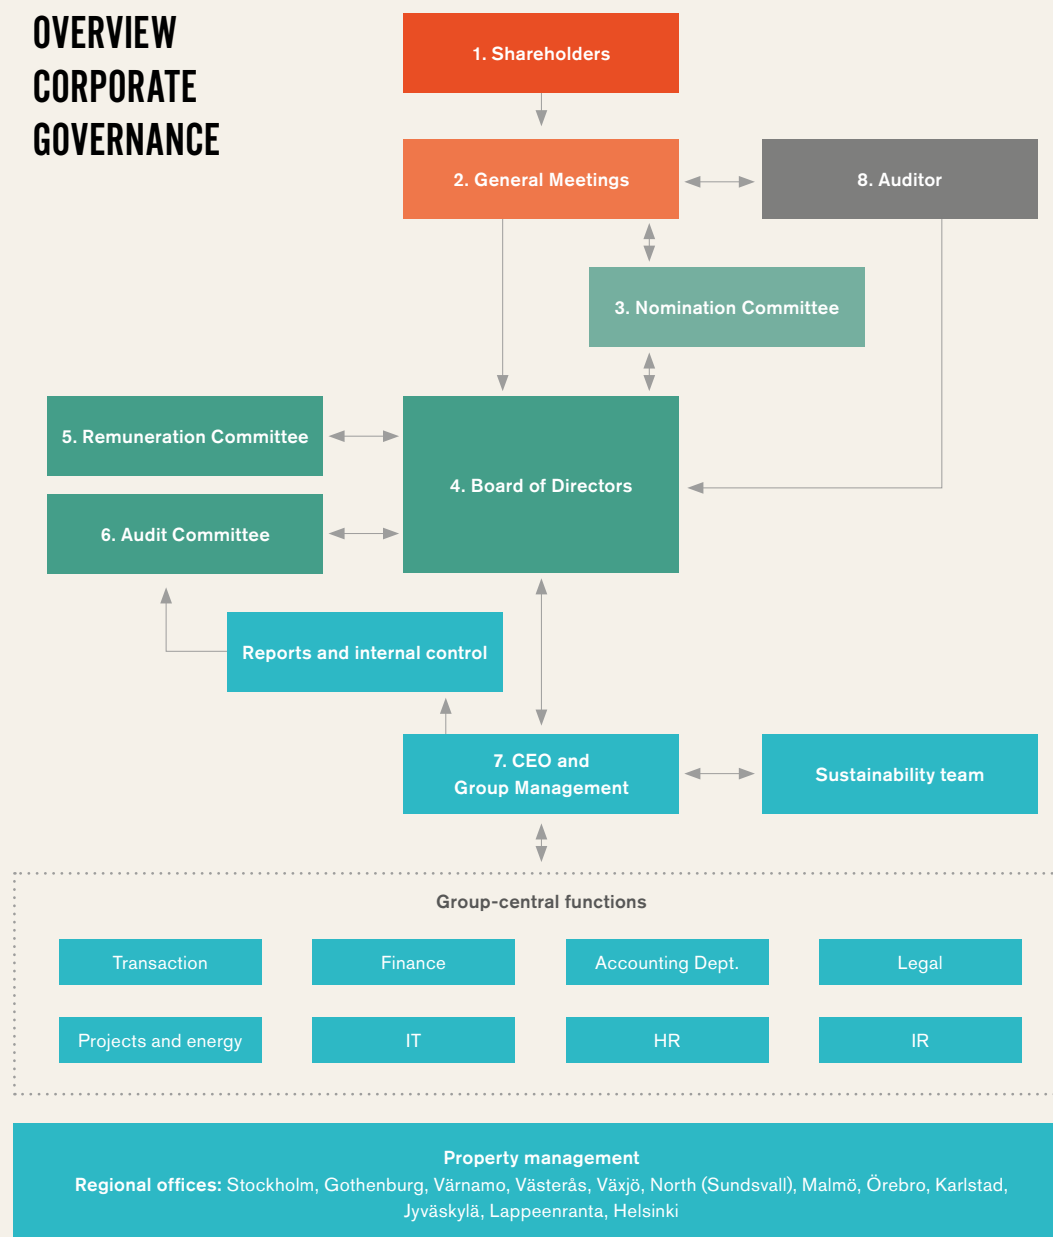 OVERVIEW
CORPORATE
GOVERNANCE
1. Shareholders
2. General Meetings
8. Auditor
3. Nomination Committee
5. Remuneration Committee
4. Board of Directors
6. Audit Committee
Reports and internal control
7. CEO and
Group Management
Sustainability team
Group-central functions
Transaction
Finance
Accounting Dept.
Legal
Projects and energy
IT
HR
IR
Property management
Regional offices: Stockholm, Gothenburg, Värnamo, Västerås, Växjö, North (Sundsvall), Malmö, Örebro, Karlstad,
Jyväskylä, Lappeenranta, Helsinki